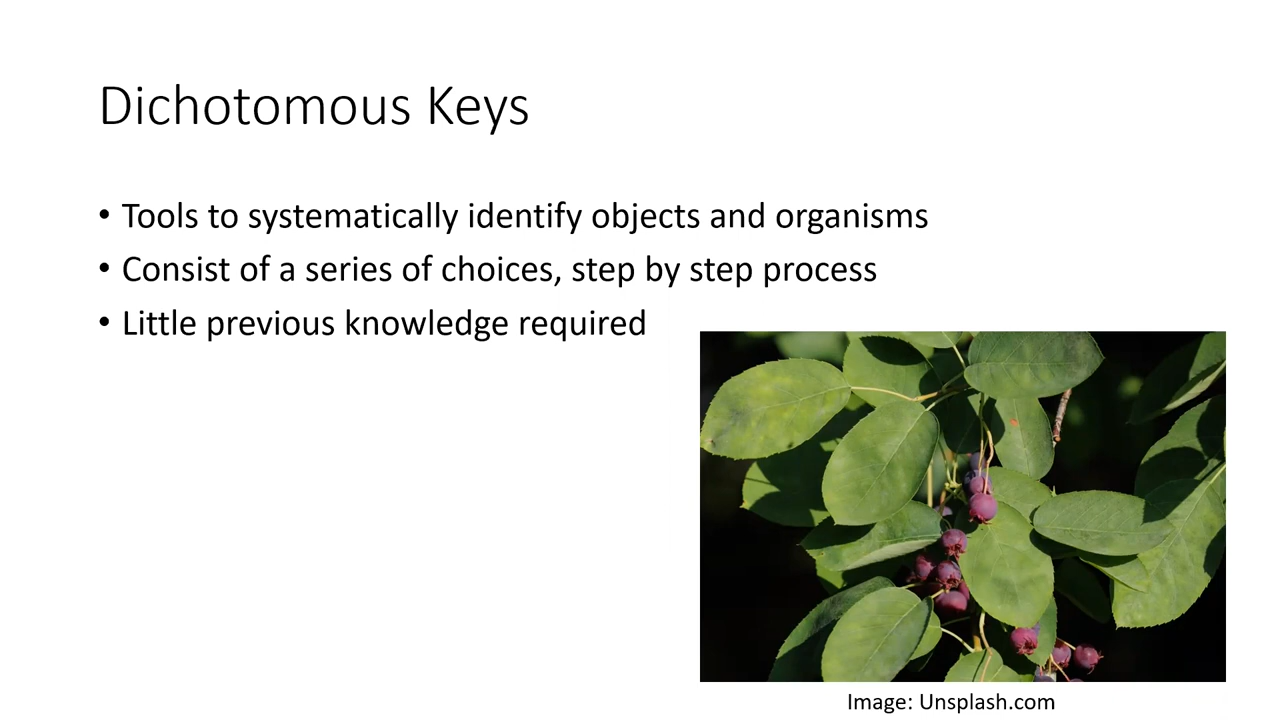 Dichotomous Keys
• Tools to systematically identify objects and organisms
• Consist of a series of choices, step by step process
• Little previous knowledge required
Image: Unsplash.com